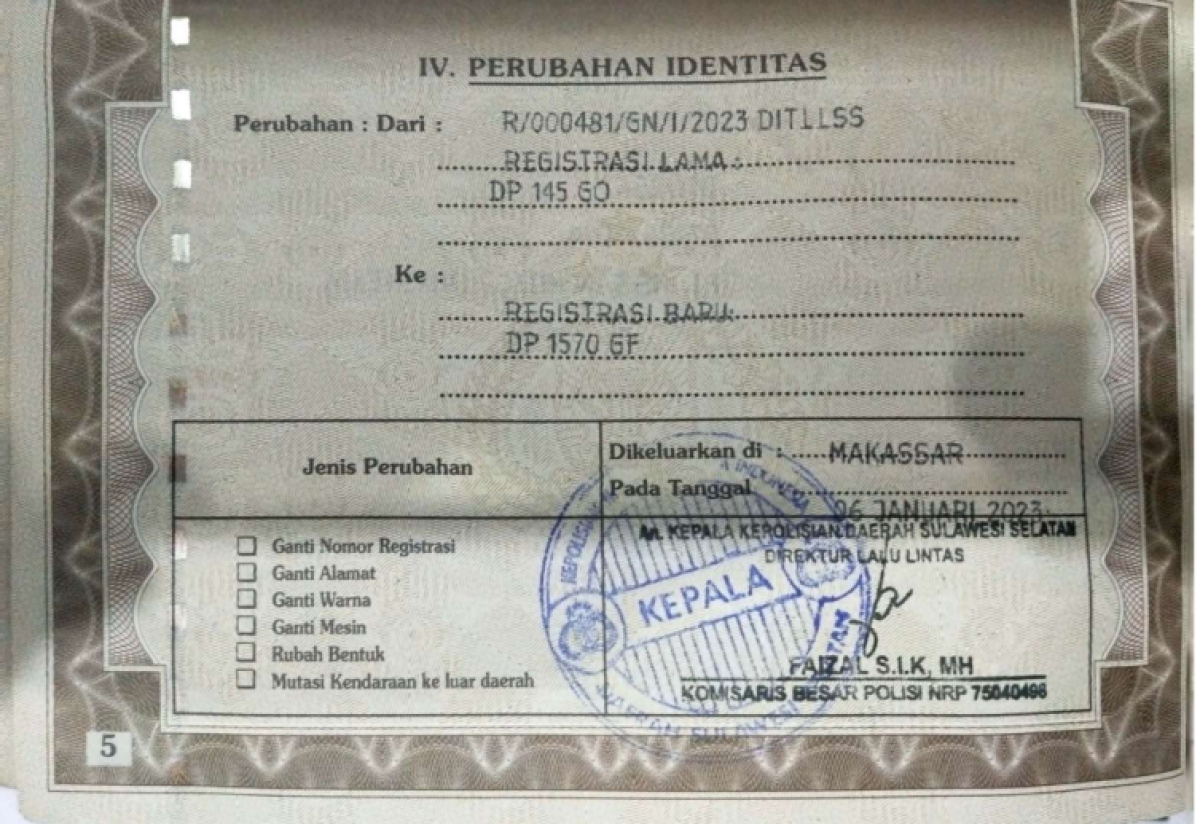 IV. PERUBAHAN IDENTITAS
Perubahan : Dari : R/000481/GN/I/2023 DITLLSS
REGISTRASI LAMA :
DP 145 GO
Ke :
REGISTRASI BARU:
DP 1570 GF
Jenis Perubahan
Dikeluarkan di : MAKASSAR
Pada Tanggal 06 JANUARI 2023
An. KEPALA KEPOLISIAN DAERAH SULAWESI SELATAN
DIREKTUR LALU LINTAS
☐ Ganti Nomor Registrasi
☐ Ganti Alamat
☐ Ganti Warna
☐ Ganti Mesin
☐ Rubah Bentuk
☐ Mutasi Kendaraan ke luar daerah
KEPALA
FAIZAL S.I.K, MH
KOMISARIS BESAR POLISI NRP 75040496
5